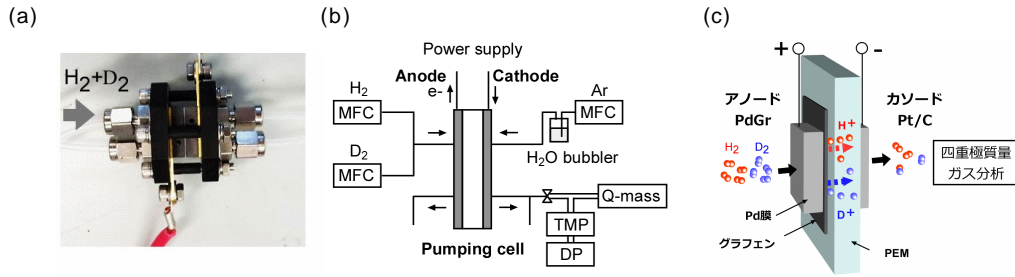 (a)
H2+D2
(b)
Power supply
Anode
Cathode
e-
H2
MFC
D2
MFC
Ar
MFC
H2O bubbler
Q-mass
TMP
DP
Pumping cell
(c)
+
-
アノード
PdGr
カソード
Pt/C
H2
D2
H+
D+
四重極質量
ガス分析
Pd膜
グラフェン
PEM